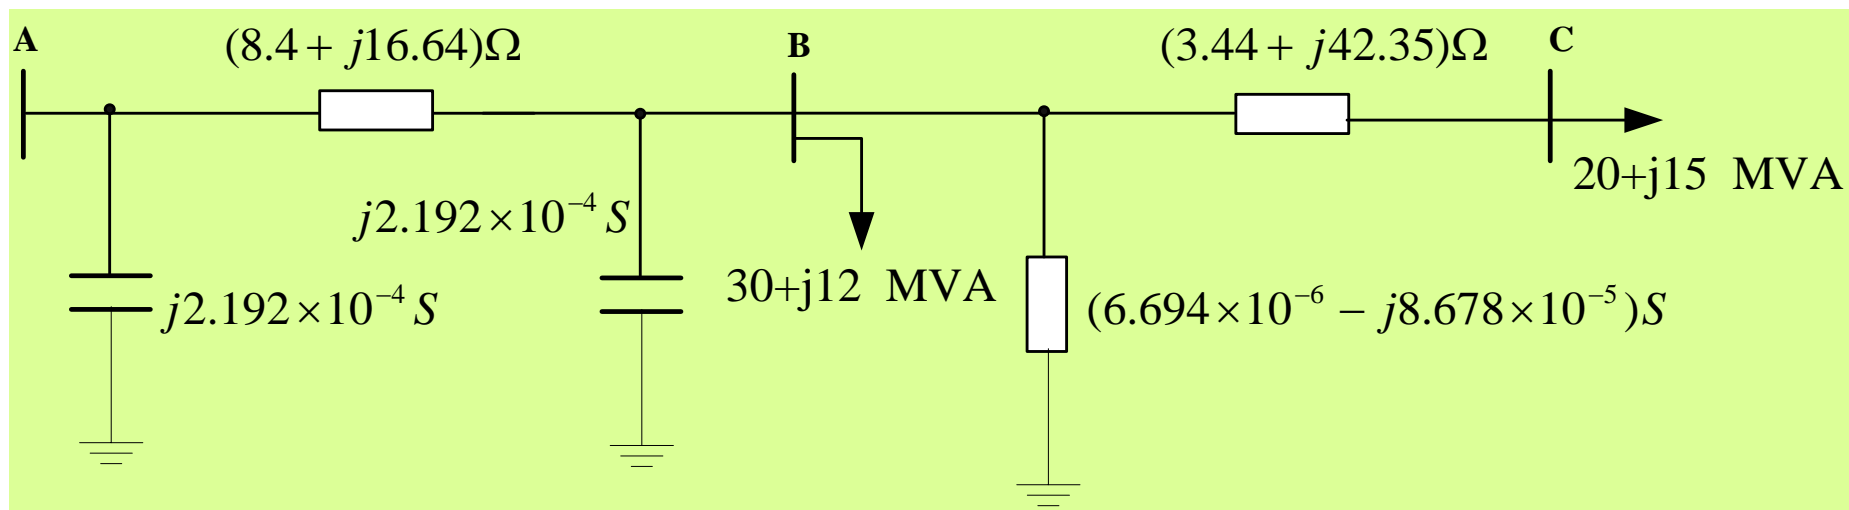 A
(8.4 + j16.64)Ω
B
(3.44 + j42.35)Ω
C
20+j15 MVA
j2.192×10⁻⁴ S
30+j12 MVA
j2.192×10⁻⁴ S
(6.694×10⁻⁶ − j8.678×10⁻⁵)S